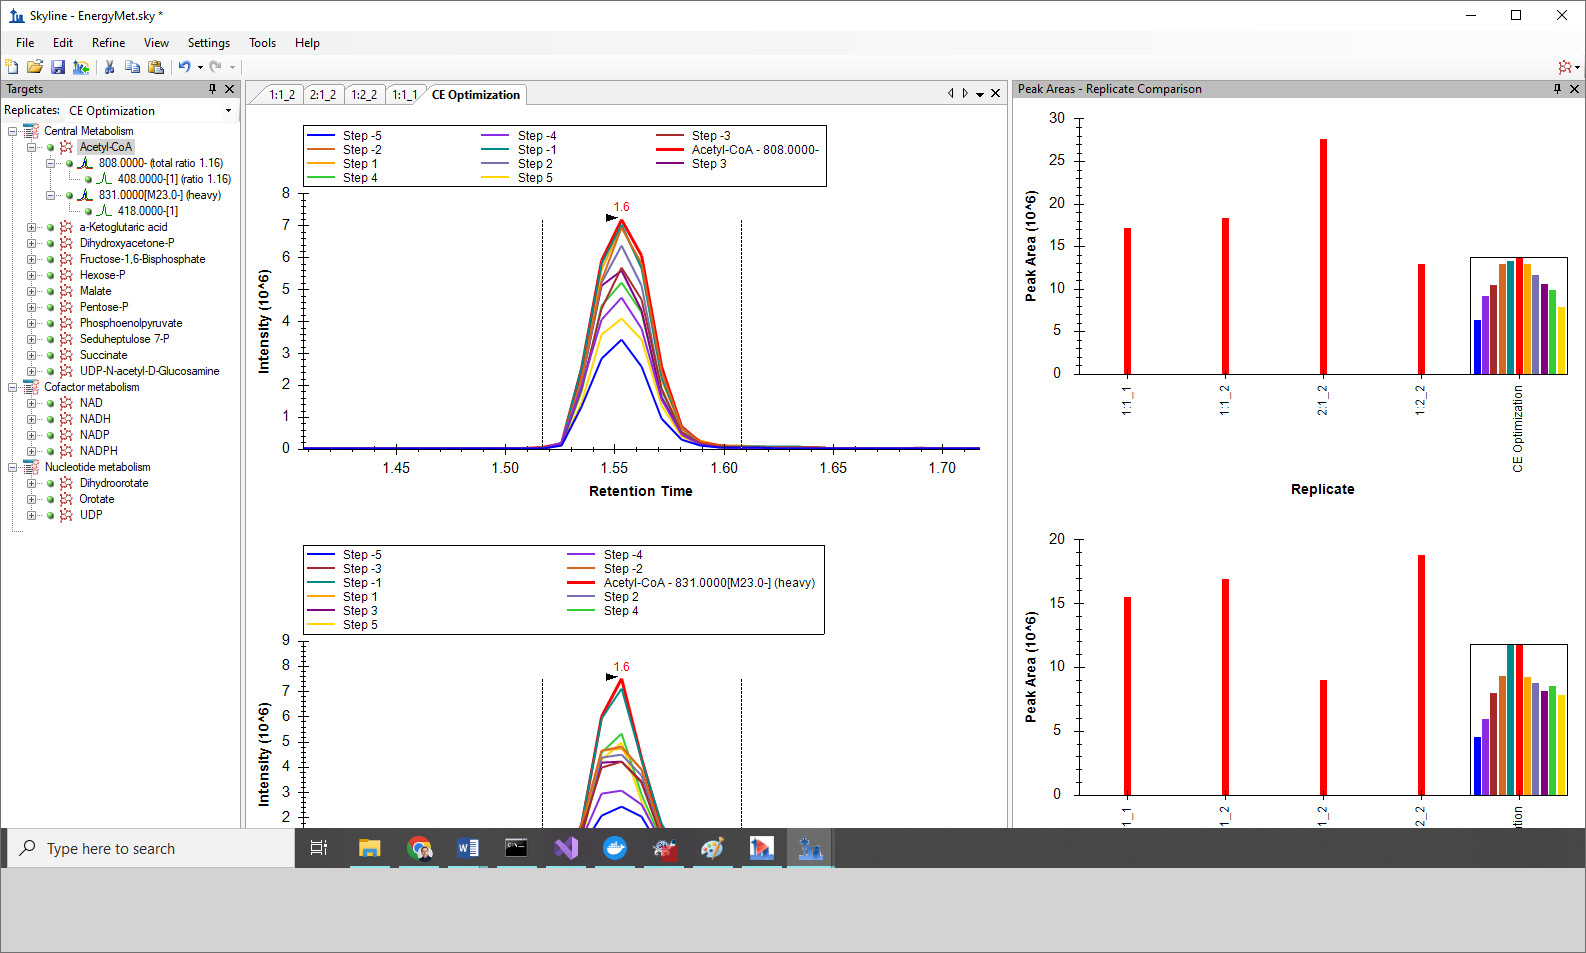 Skyline - EnergyMet.sky *
File Edit Refine View Settings Tools Help
Targets
Replicates: CE Optimization
Central Metabolism
Acetyl-CoA
808.0000- (total ratio 1.16)
408.0000-[1] (ratio 1.16)
831.0000[M23.0-] (heavy)
418.0000-[1]
a-Ketoglutaric acid
Dihydroxyacetone-P
Fructose-1,6-Bisphosphate
Hexose-P
Malate
Pentose-P
Phosphoenolpyruvate
Seduheptulose 7-P
Succinate
UDP-N-acetyl-D-Glucosamine
Cofactor metabolism
NAD
NADH
NADP
NADPH
Nucleotide metabolism
Dihydroorotate
Orotate
UDP
1:1_2 2:1_2 1:2_2 1:1_1 CE Optimization
Step -5 Step -4 Step -3
Step -2 Step -1 Acetyl-CoA - 808.0000-
Step 1 Step 2 Step 3
Step 4 Step 5
8
7
6
5
4
3
2
1
0
Intensity (10^6)
1.6
1.45 1.50 1.55 1.60 1.65 1.70
Retention Time
Step -5 Step -4
Step -3 Step -2
Step -1 Acetyl-CoA - 831.0000[M23.0-] (heavy)
Step 1 Step 2
Step 3 Step 4
Step 5
9
8
7
6
5
4
3
2
Intensity (10^6)
1.6
Peak Areas - Replicate Comparison
30
25
20
15
10
5
0
Peak Area (10^6)
1:1_1 1:1_2 2:1_2 1:2_2 CE Optimization
Replicate
20
15
10
5
0
Peak Area (10^6)
1_1 1_2 1_2 2_2 ation
Type here to search